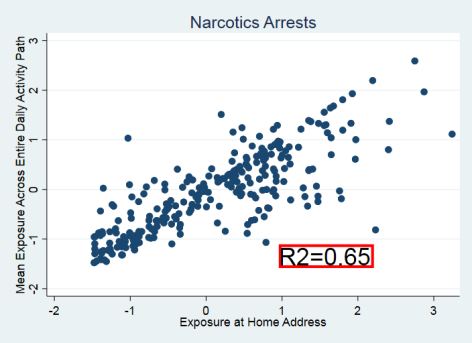 Narcotics Arrests
Mean Exposure Across Entire Daily Activity Path
3
2
1
0
-1
-2
R2=0.65
-2 -1 0 1 2 3
Exposure at Home Address